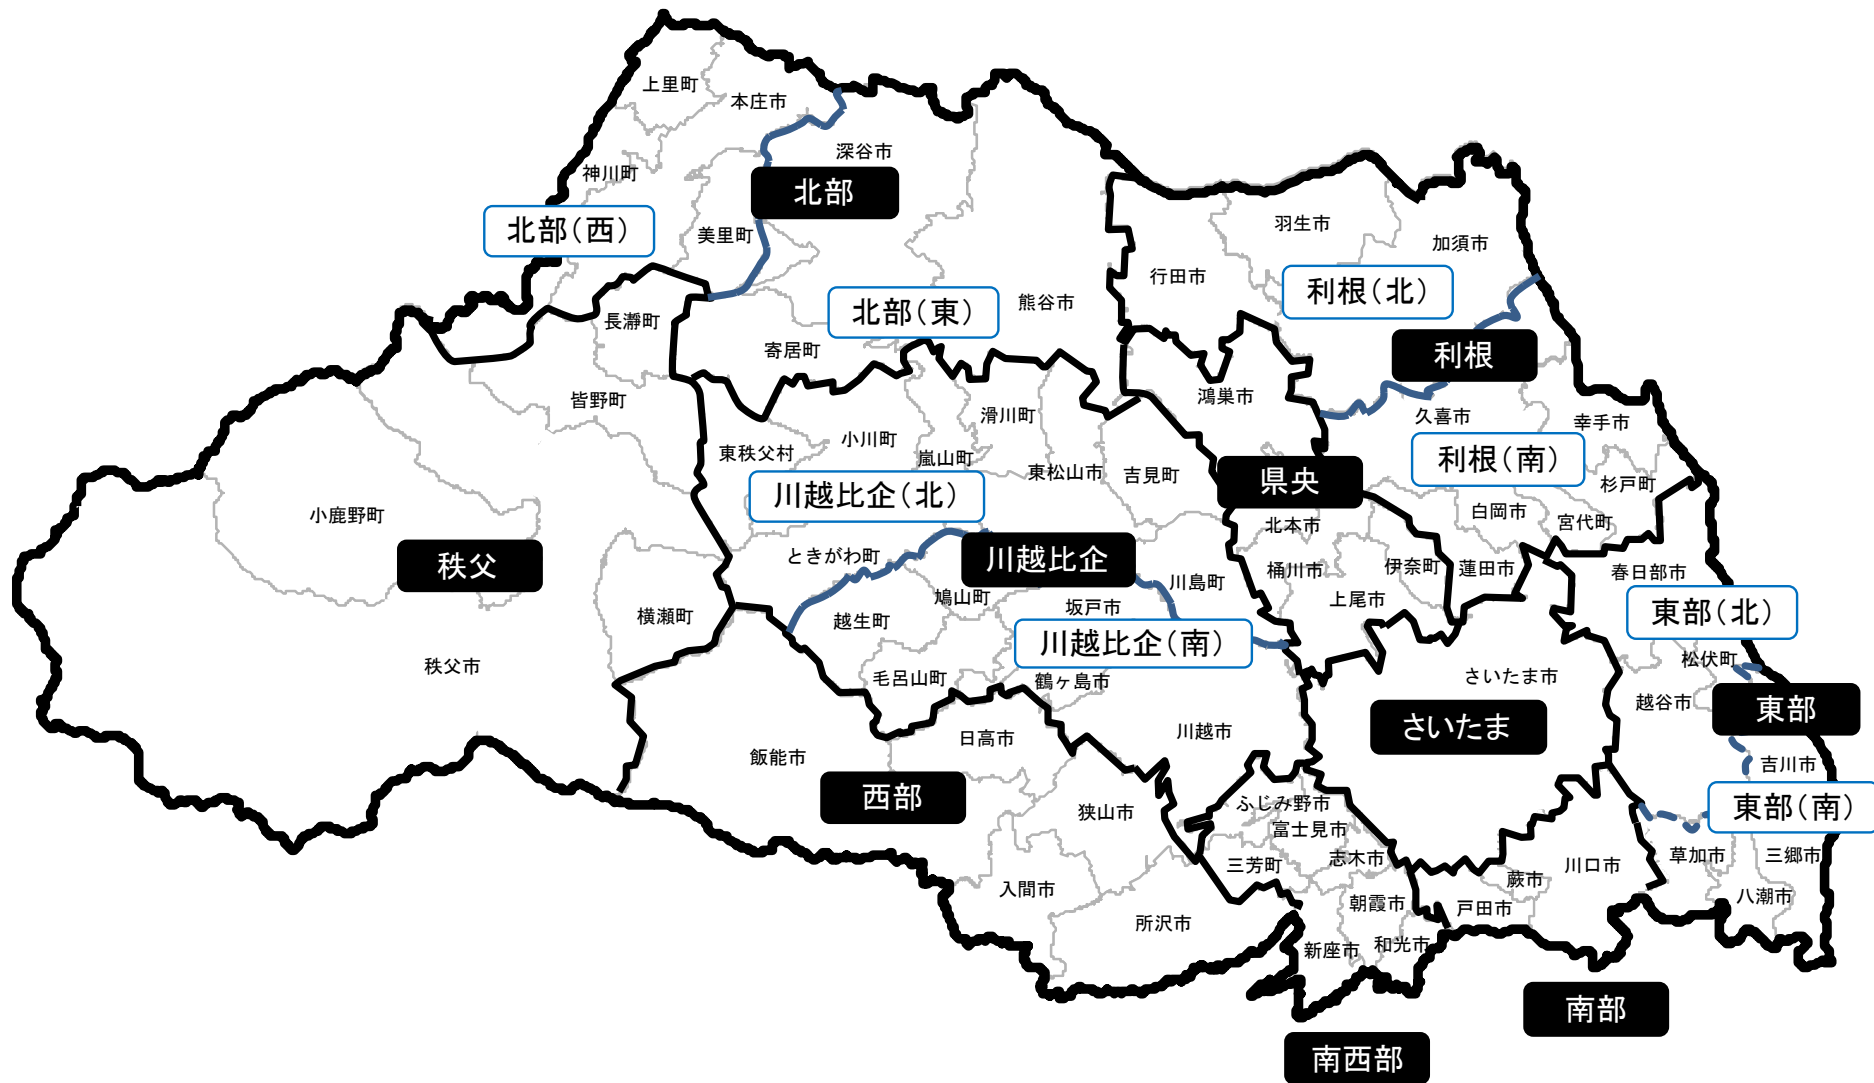 上里町
本庄市
深谷市
神川町
北部
北部(西)
美里町
羽生市
加須市
行田市
利根(北)
北部(東)
熊谷市
長瀞町
寄居町
利根
鴻巣市
皆野町
滑川町
久喜市
幸手市
小川町
東秩父村
嵐山町
東松山市
吉見町
利根(南)
県央
杉戸町
川越比企(北)
小鹿野町
白岡市
宮代町
北本市
秩父
ときがわ町
川越比企
川島町
桶川市
伊奈町
蓮田市
春日部市
鳩山町
坂戸市
上尾市
東部(北)
横瀬町
越生町
川越比企(南)
秩父市
毛呂山町
鶴ヶ島市
さいたま市
松伏町
越谷市
東部
さいたま
川越市
日高市
飯能市
吉川市
西部
狭山市
ふじみ野市
東部(南)
富士見市
三芳町
志木市
川口市
草加市
三郷市
入間市
蕨市
朝霞市
戸田市
八潮市
所沢市
新座市
和光市
南部
南西部